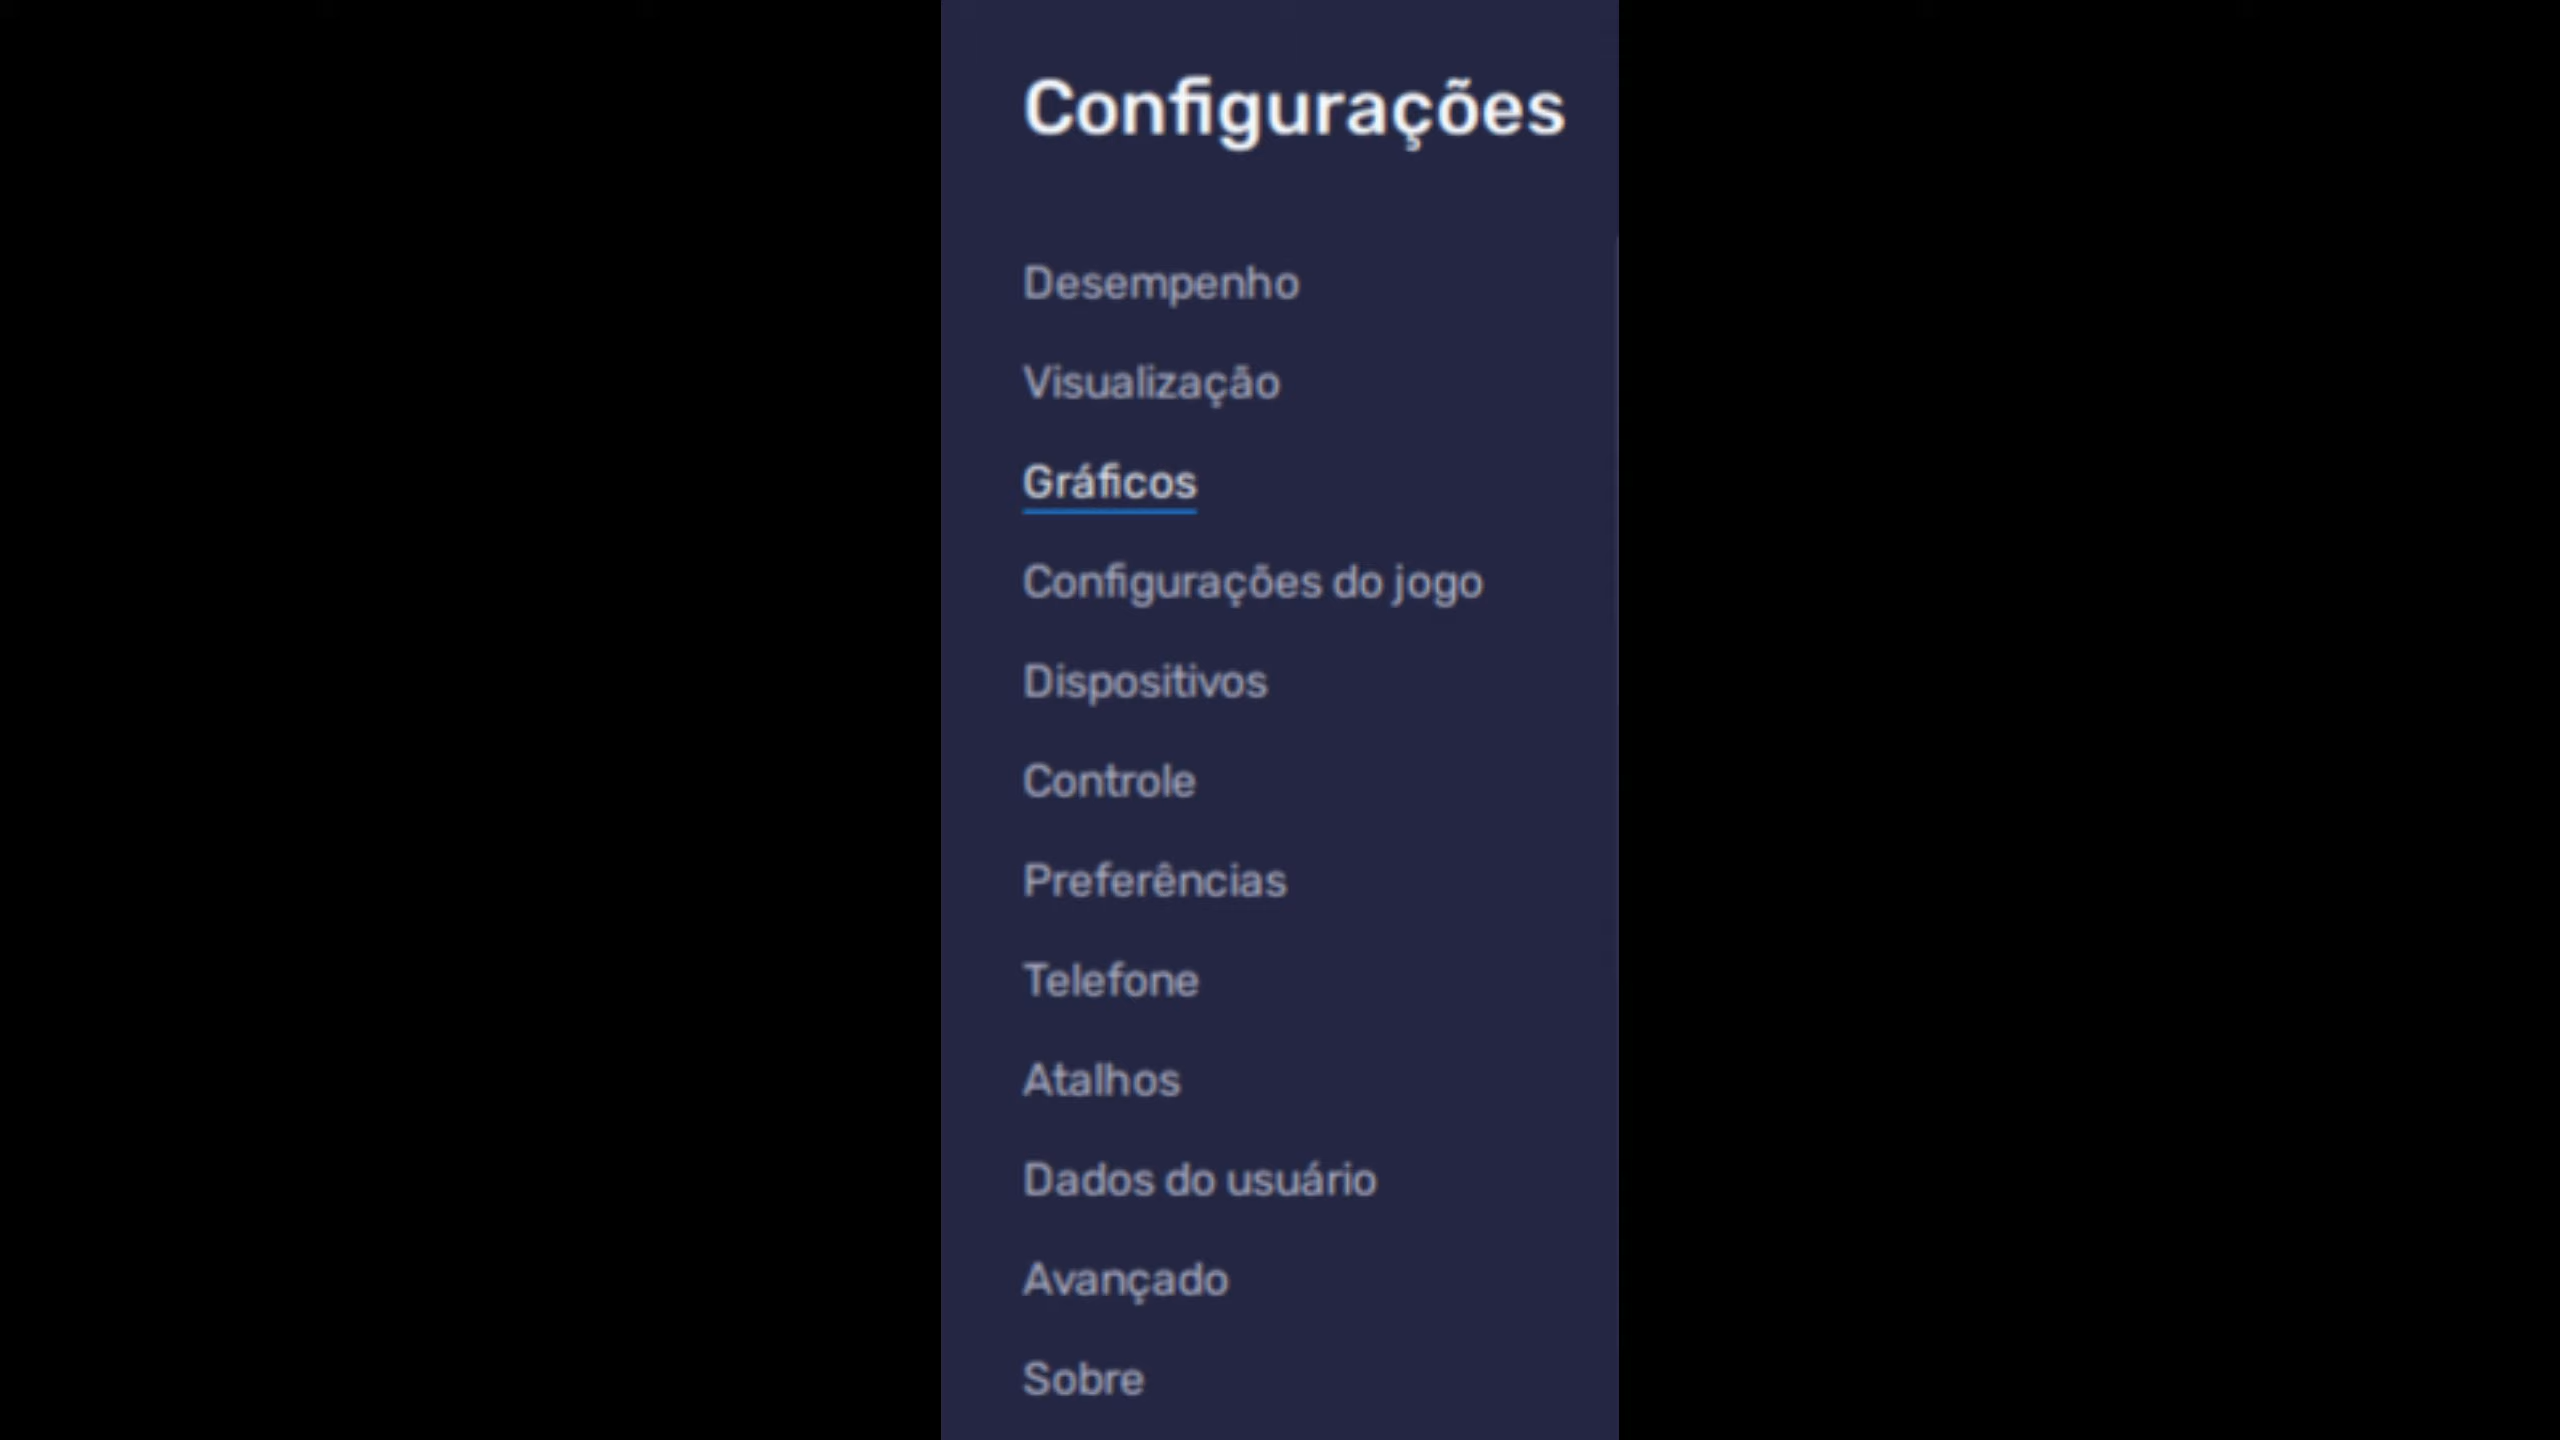 Configurações
Desempenho
Visualização
Gráficos
Configurações do jogo
Dispositivos
Controle
Preferências
Telefone
Atalhos
Dados do usuário
Avançado
Sobre